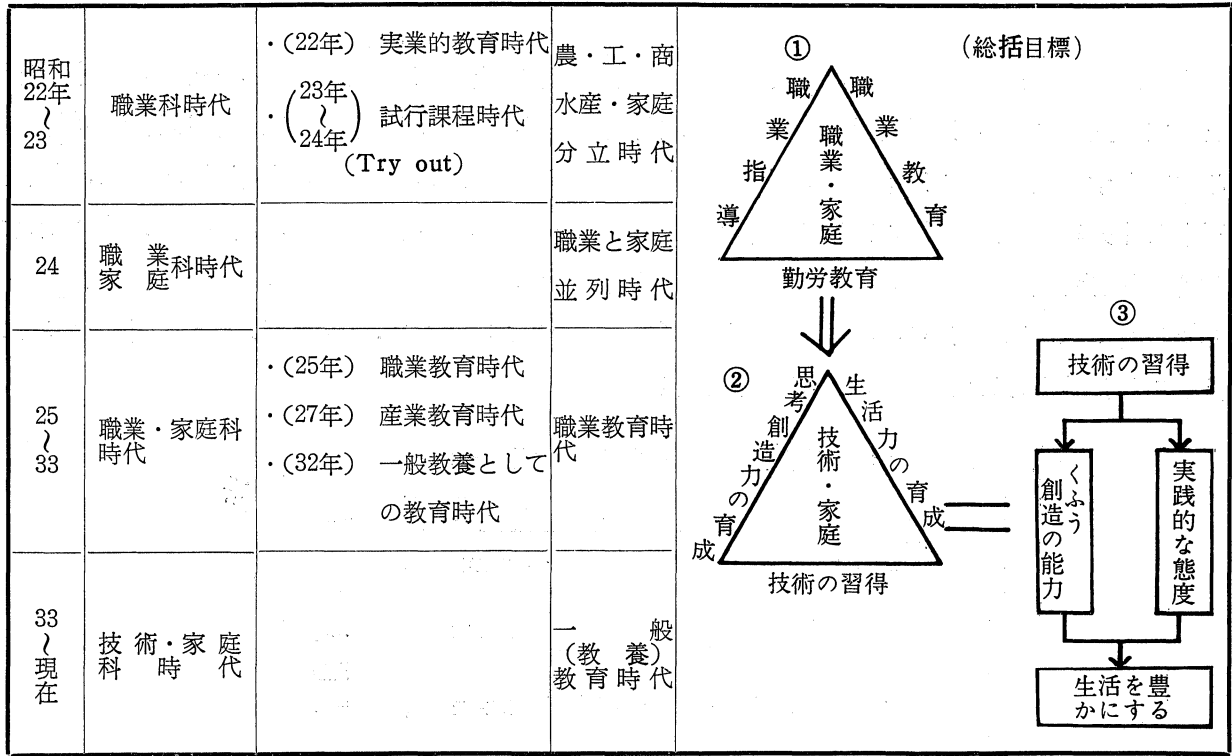 昭和
22年
〜
23
職業科時代
・(22年) 実業的教育時代
・(23年〜24年) 試行課程時代
(Try out)
農・工・商
水産・家庭
分立時代
24
職業
家庭科時代
職業と家庭
並列時代
25
〜
33
職業・家庭科
時代
・(25年) 職業教育時代
・(27年) 産業教育時代
・(32年) 一般教養として
の教育時代
職業教育時
代
33
〜
現
在
技術・家庭
科時代
一般
(教養)
教育時代
① (総括目標)
職業指導
職業教育
職業・家庭
勤労教育
②
思考創造力の育成
生活力の育成
技術・家庭
技術の習得
③
技術の習得
くふう
創造の能力
実践的な態度
生活を豊
かにする